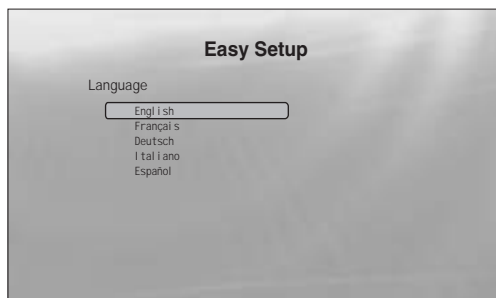 Easy Setup
Language
English
Français
Deutsch
Italiano
Español